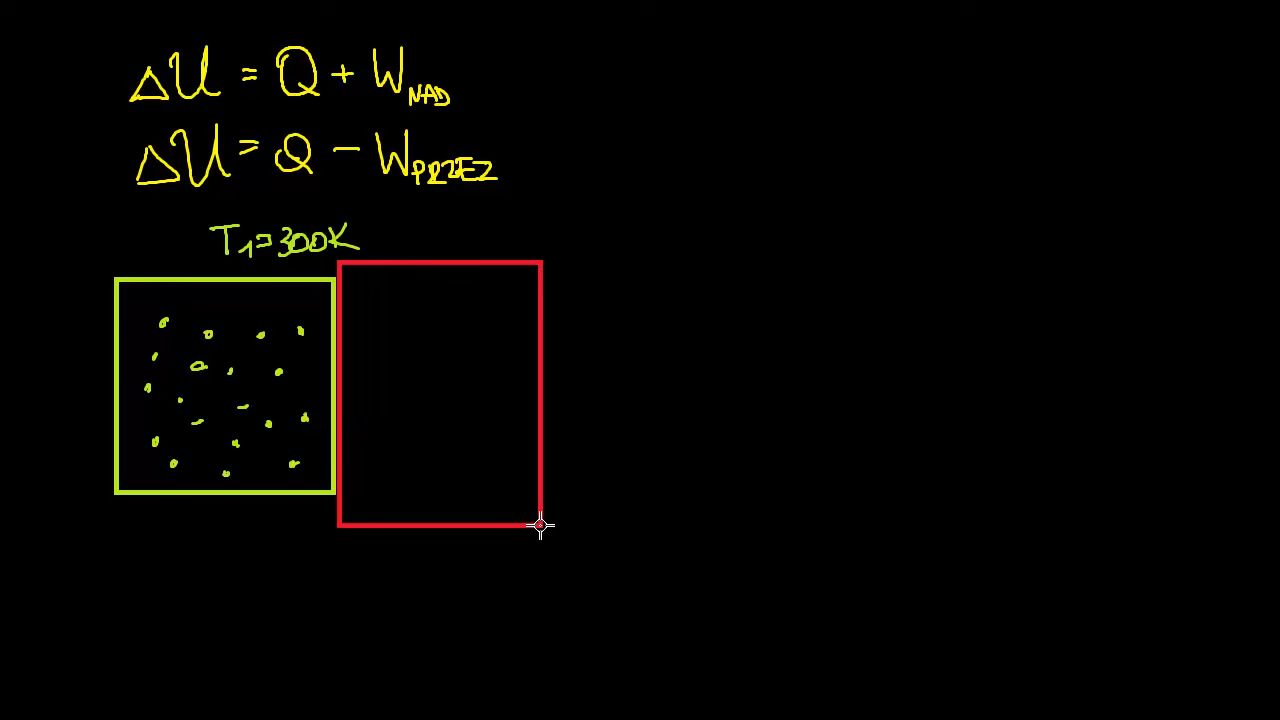 ΔU = Q + W_NAD
ΔU = Q - W_PRZEZ
T₁ = 300K